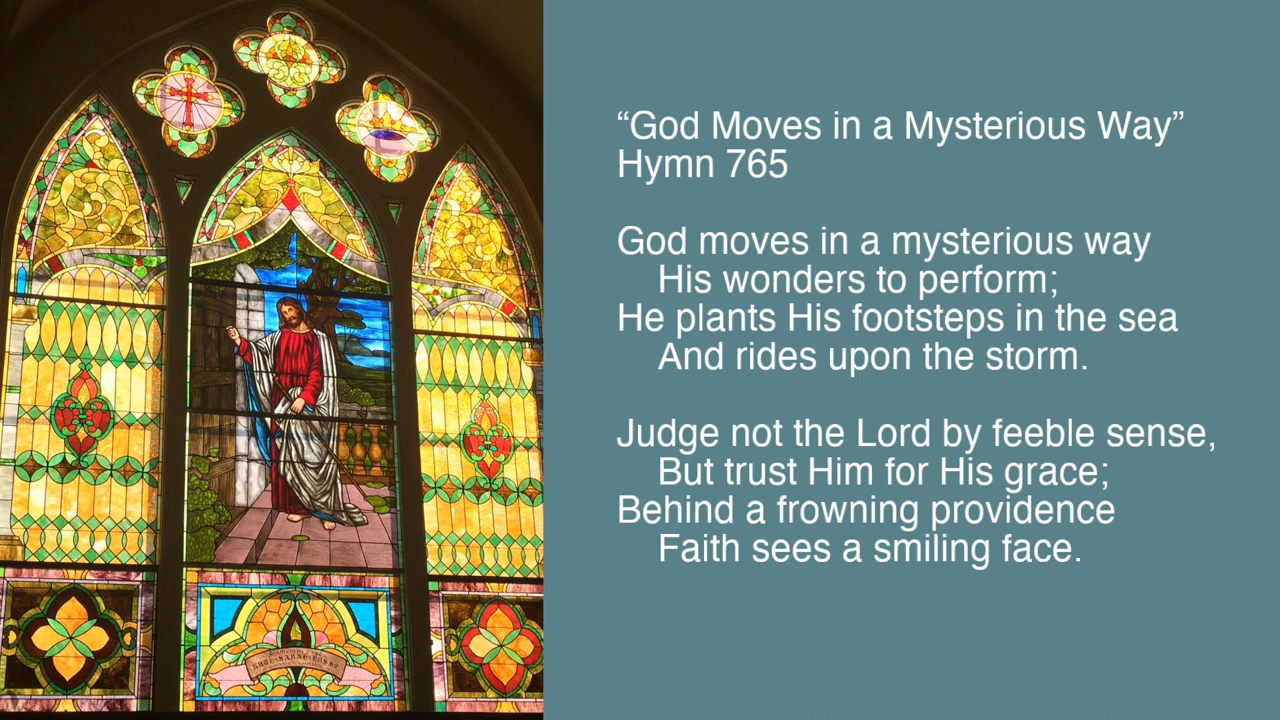 “God Moves in a Mysterious Way”
Hymn 765
God moves in a mysterious way
His wonders to perform;
He plants His footsteps in the sea
And rides upon the storm.
Judge not the Lord by feeble sense,
But trust Him for His grace;
Behind a frowning providence
Faith sees a smiling face.